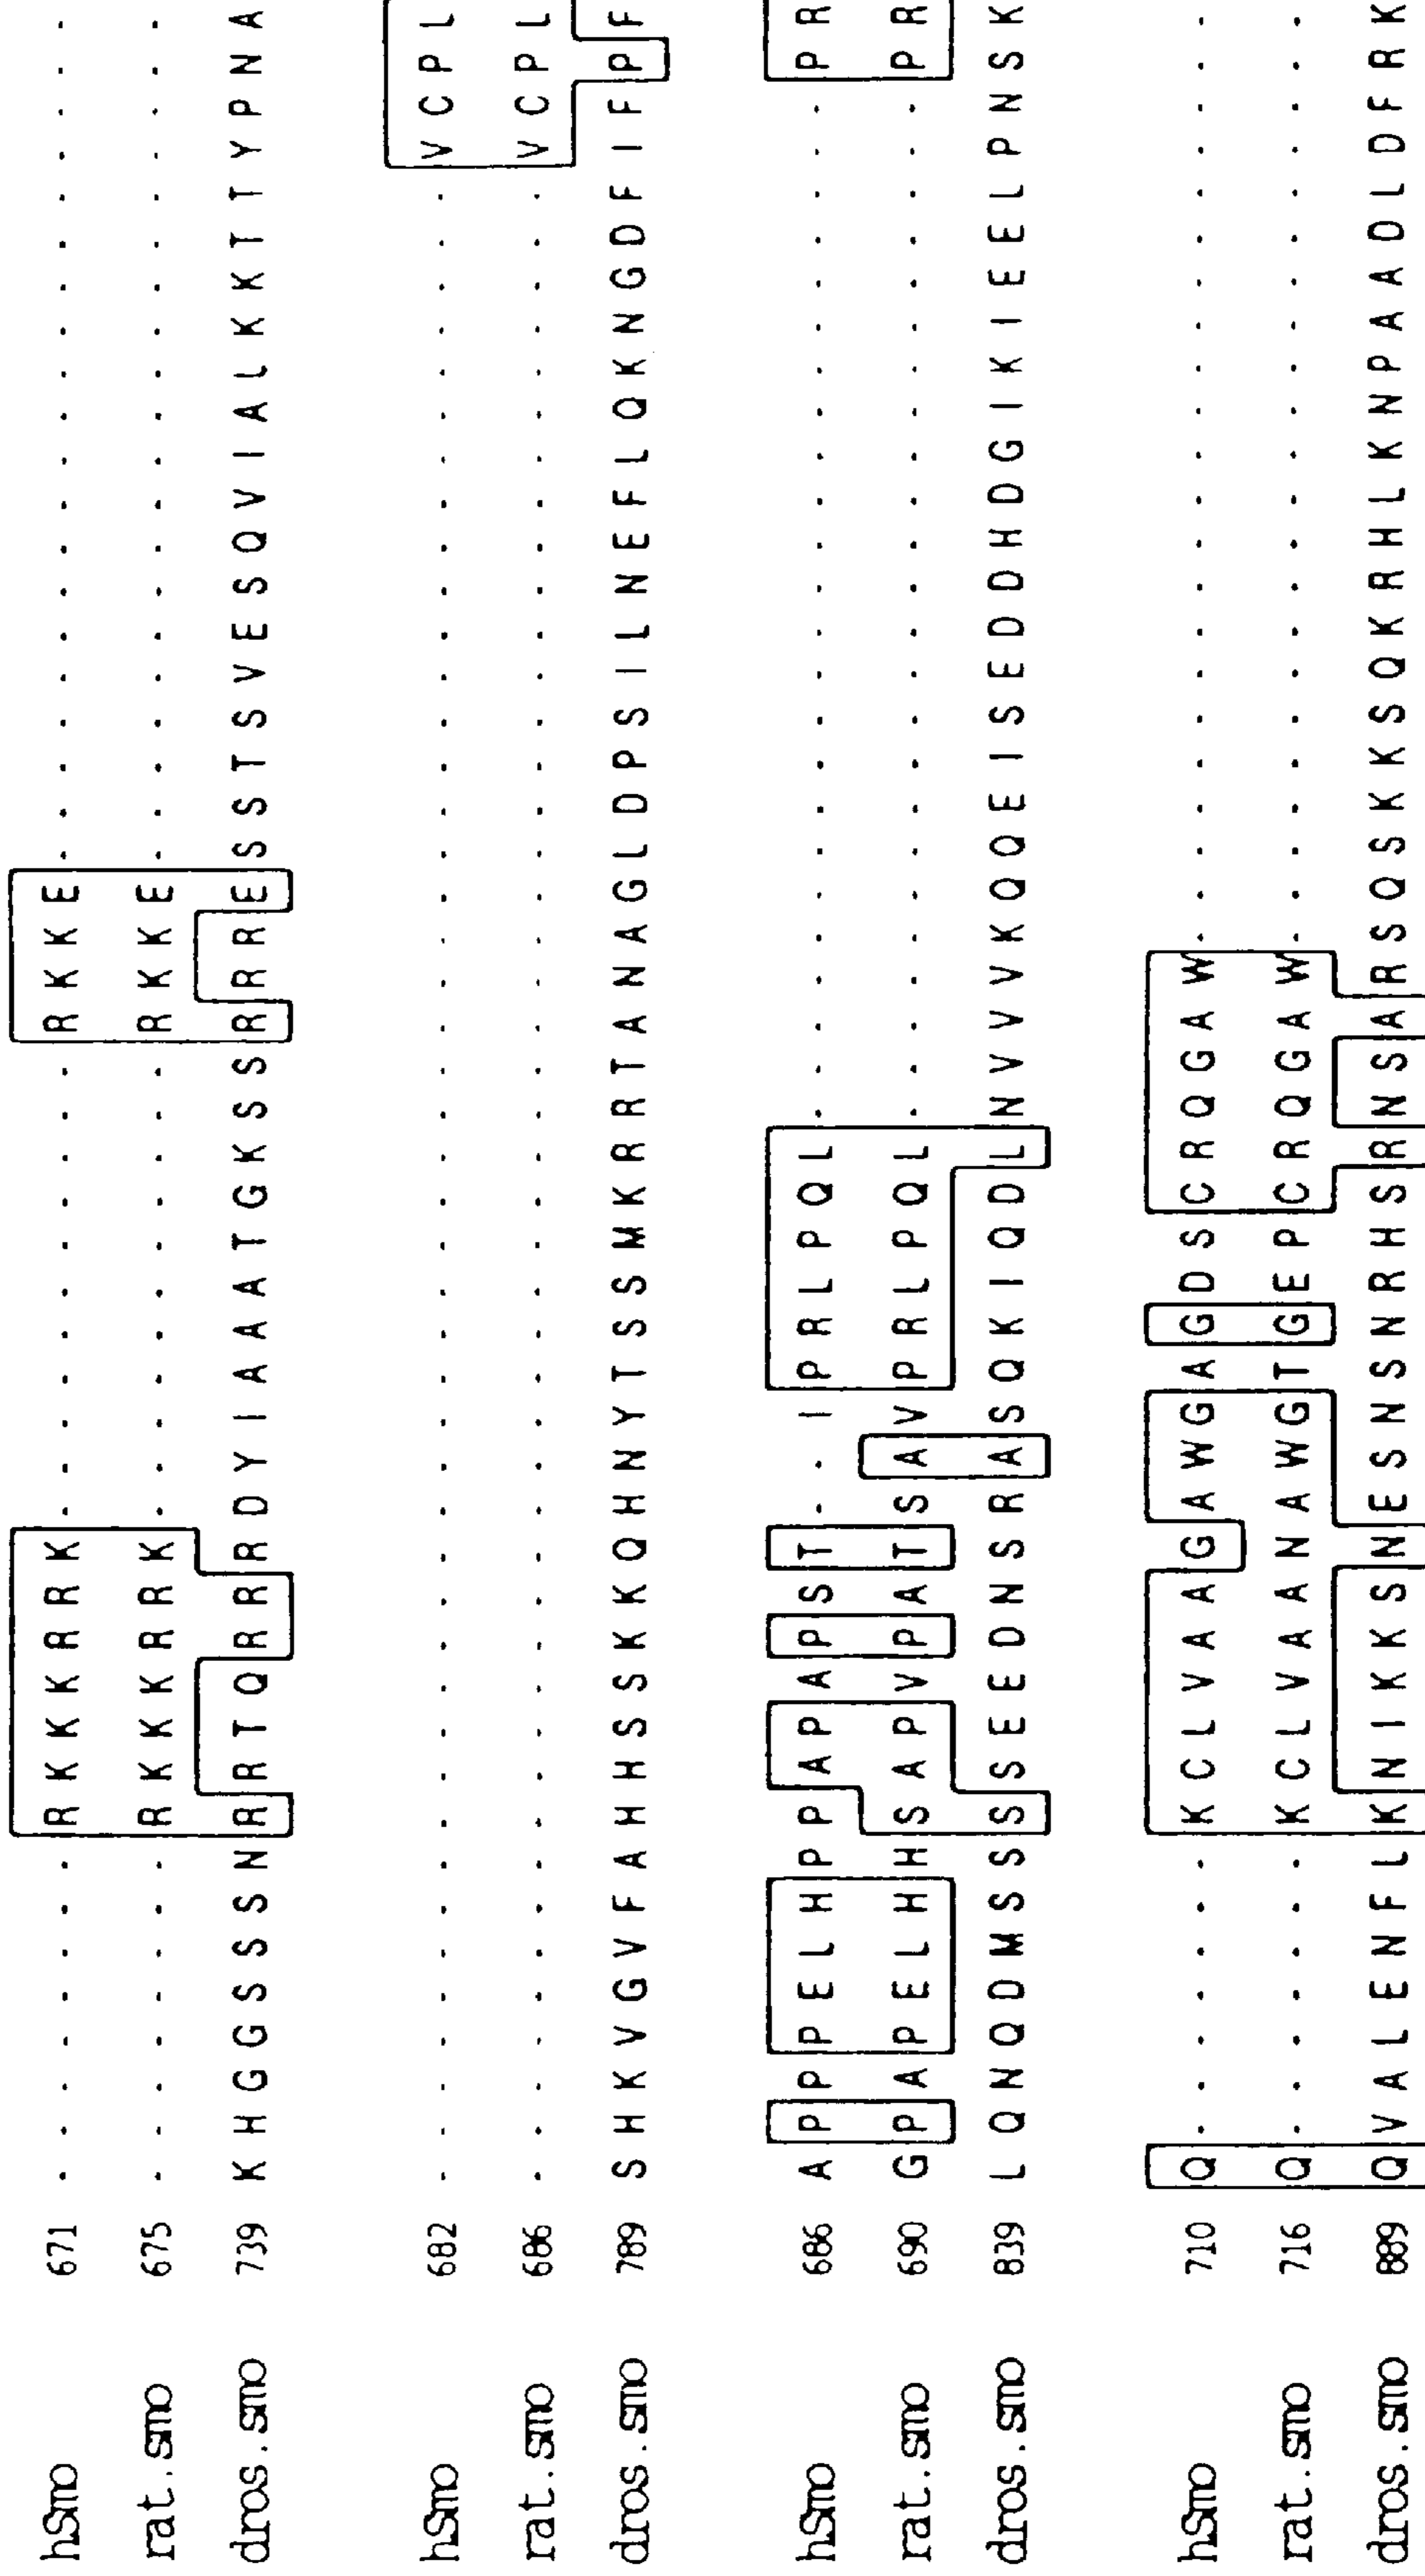 hSmo 671 . . . . . . . . R K K K R R K . . . . . . . . . . . R K K E . . . . . . . . . . . . . . . . . . . .
rat.smo 675 . . . . . . . . R K K K R R K . . . . . . . . . . . R K K E . . . . . . . . . . . . . . . . . . . .
dros.smo 739 K H G G S S S N R R T Q R R R D Y I A A A T G K S S R R R E S S T S V E S Q V I A L K K T T Y P N A
hSmo 682 . . . . . . . . . . . . . . . . . . . . . . . . . . . . . . . . . . . . . . . . . . . . . . V C P L
rat.smo 686 . . . . . . . . . . . . . . . . . . . . . . . . . . . . . . . . . . . . . . . . . . . . . . V C P L
dros.smo 789 S H K V G V F A H H S S K K Q H N Y T S S M K R R T A N A G L D P S I L N E F L Q K N G D F I F P F
hSmo 686 A P P P E L H P P A P A P S T . . I P R L P Q L . . . . . . . . . . . . . . . . . . . . . . . . P R
rat.smo 690 G P A P E L H H S A P V P A T S A V P R L P Q L . . . . . . . . . . . . . . . . . . . . . . . . P R
dros.smo 839 L Q N Q D M S S S S E E D N S R A S Q K I Q D L N V V V K Q Q E I S E D D H D G I K I E E L P N S K
hSmo 710 Q . . . . . . . K C L V A A G A W G A G D S C R Q G A W . . . . . . . . . . . . . . . . . . . . . .
rat.smo 716 Q . . . . . . . K C L V A A N A W G T G E P C R Q G A W . . . . . . . . . . . . . . . . . . . . . .
dros.smo 889 Q V A L E N F L K N I K K S N E S N S N R H S R N S A R S Q S K K S Q K R H L K N P A A D L D F R K